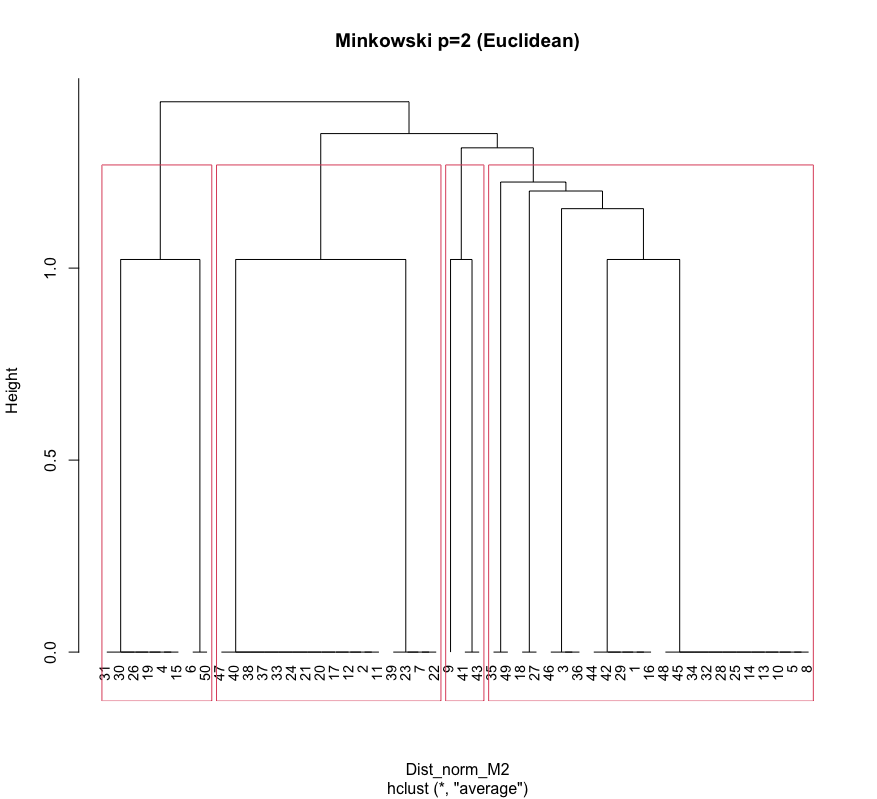 Minkowski p=2 (Euclidean)
Height
1.0
0.5
0.0
31 30 26 19 4 15 6 50 47 40 38 37 33 24 21 20 17 12 2 11 39 23 7 22 9 41 43 35 49 18 27 46 3 36 44 42 29 1 16 48 45 34 32 28 25 14 13 10 5 8
Dist_norm_M2
hclust (*, "average")